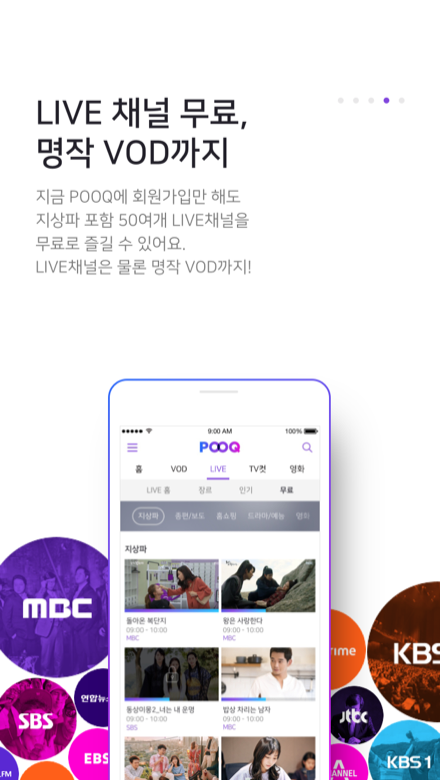 LIVE 채널 무료,
명작 VOD까지
지금 POOQ에 회원가입만 해도
지상파 포함 50여개 LIVE채널을
무료로 즐길 수 있어요.
LIVE채널은 물론 명작 VOD까지!
9:00 AM 100%
POOQ
홈 VOD LIVE TV컷 영화
LIVE 홈 장르 인기 무료
지상파 종편/보도 홈쇼핑 드라마/예능 영화
지상파
돌아온 복단지 왕은 사랑한다
09:00 - 10:00 09:00 - 10:00
MBC MBC
동상이몽2_너는 내 운명 밥상 차리는 남자
09:00 - 10:00 09:00 - 10:00
SBS MBC
MBC
SBS
연합뉴
EBS
.FM
rime
KBS
jtbc
KBS 1
A
ANNEL